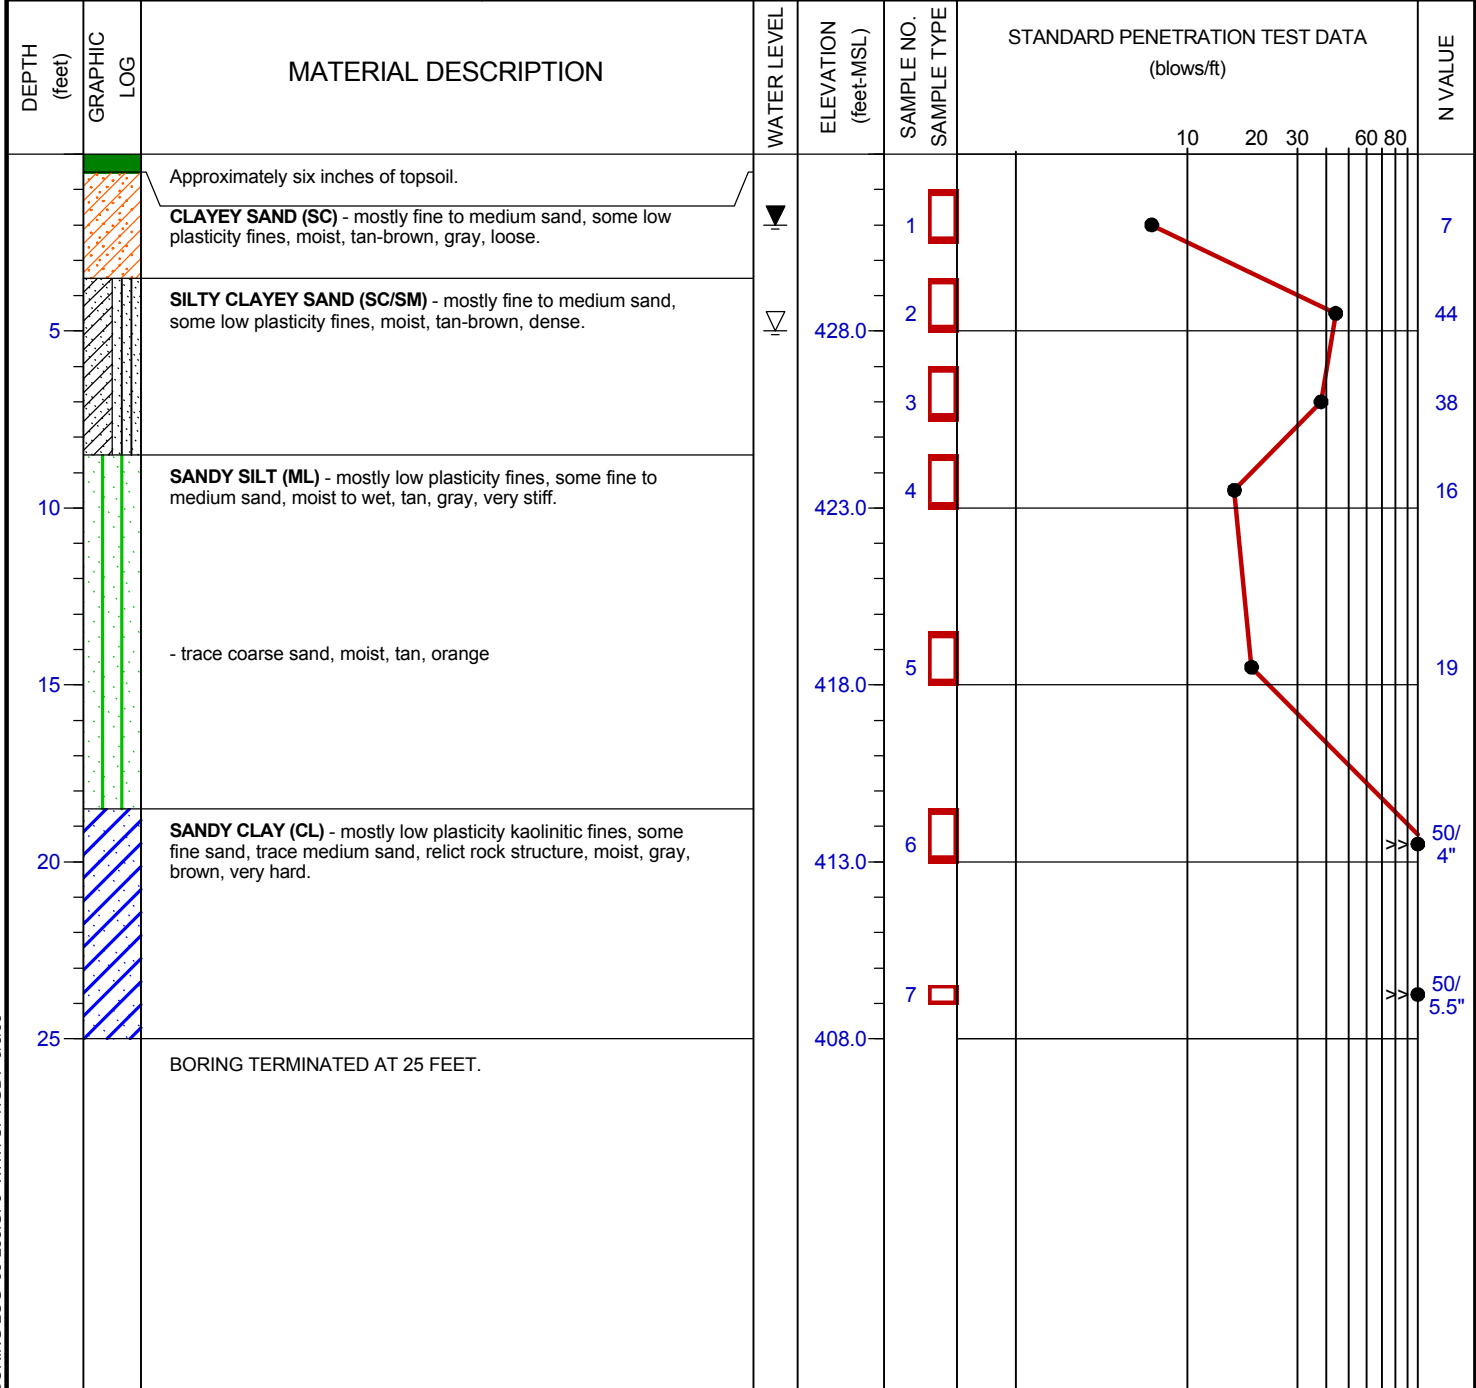 DEPTH
(feet)
GRAPHIC
LOG
MATERIAL DESCRIPTION
WATER LEVEL
ELEVATION
(feet-MSL)
SAMPLE NO.
SAMPLE TYPE
STANDARD PENETRATION TEST DATA
(blows/ft)
N VALUE
10 20 30 60 80
Approximately six inches of topsoil.
CLAYEY SAND (SC) - mostly fine to medium sand, some low
plasticity fines, moist, tan-brown, gray, loose.
1 7
SILTY CLAYEY SAND (SC/SM) - mostly fine to medium sand,
some low plasticity fines, moist, tan-brown, dense.
2 44
5 428.0
3 38
SANDY SILT (ML) - mostly low plasticity fines, some fine to
medium sand, moist to wet, tan, gray, very stiff.
4 16
10 423.0
- trace coarse sand, moist, tan, orange
5 19
15 418.0
SANDY CLAY (CL) - mostly low plasticity kaolinitic fines, some
fine sand, trace medium sand, relict rock structure, moist, gray,
brown, very hard.
6 >> 50/
4"
20 413.0
7 >> 50/
5.5"
25 408.0
BORING TERMINATED AT 25 FEET.